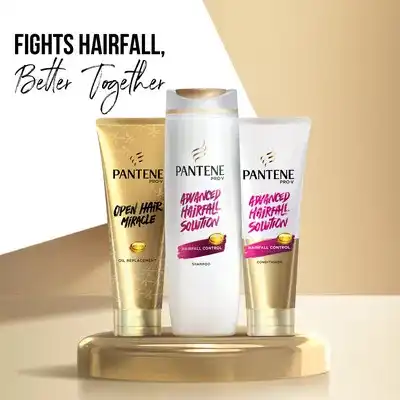 FIGHTS HAIRFALL,
Better Together
PANTENE
PRO-V
OPEN HAIR
MIRACLE
OIL REPLACEMENT
PANTENE
PRO-V
ADVANCED
HAIRFALL
SOLUTION
HAIRFALL CONTROL
SHAMPOO
PANTENE
PRO-V
ADVANCED
HAIRFALL
SOLUTION
HAIRFALL CONTROL
CONDITIONER